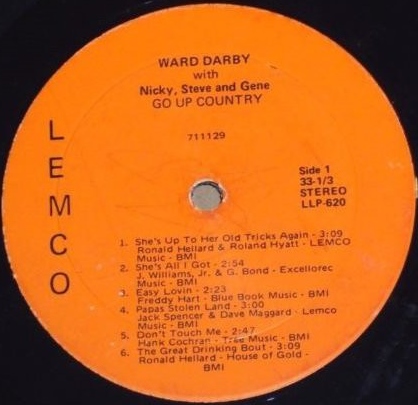 WARD DARBY
with
Nicky, Steve and Gene
GO UP COUNTRY
711129
LEMCO
Side 1
33-1/3
STEREO
LLP-620
1. She's Up To Her Old Tricks Again - 3:09
Ronald Hellard & Roland Hyatt - LEMCO
Music - BMI
2. She's All I Got - 2:54
J. Williams, Jr. & G. Bond - Excellorec
Music - BMI
3. Easy Lovin - 2:23
Freddy Hart - Blue Book Music - BMI
4. Papas Stolen Land - 3:00
Jack Spencer & Dave Maggard - Lemco
Music - BMI
5. Don't Touch Me - 2:47
Hank Cochran - Tree Music - BMI
6. The Great Drinking Bout - 3:09
Ronald Hellard - House of Gold -
BMI